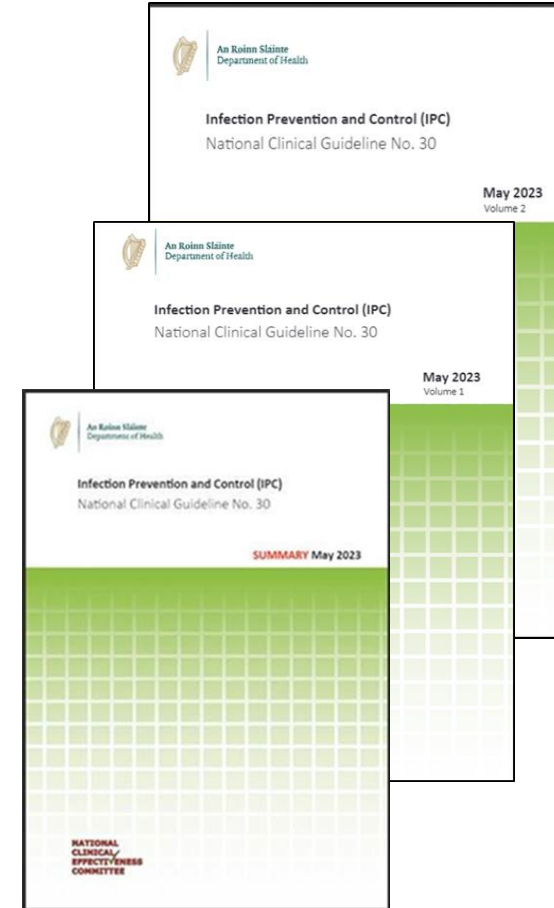 An Roinn Sláinte
Department of Health
Infection Prevention and Control (IPC)
National Clinical Guideline No. 30
May 2023
Volume 2
An Roinn Sláinte
Department of Health
Infection Prevention and Control (IPC)
National Clinical Guideline No. 30
May 2023
Volume 1
An Roinn Sláinte
Department of Health
Infection Prevention and Control (IPC)
National Clinical Guideline No. 30
SUMMARY May 2023
NATIONAL
CLINICAL
EFFECTIVENESS
COMMITTEE